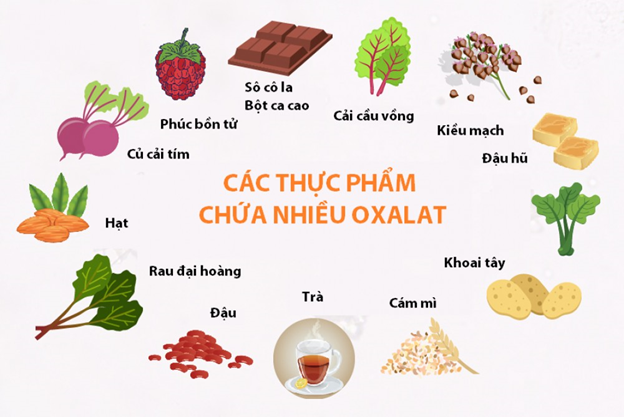 Sô cô la
Bột ca cao
Cải cầu vồng
Phúc bồn tử
Kiều mạch
Củ cải tím
Đậu hũ
CÁC THỰC PHẨM
CHỨA NHIỀU OXALAT
Hạt
Rau đại hoàng
Khoai tây
Trà
Cám mì
Đậu